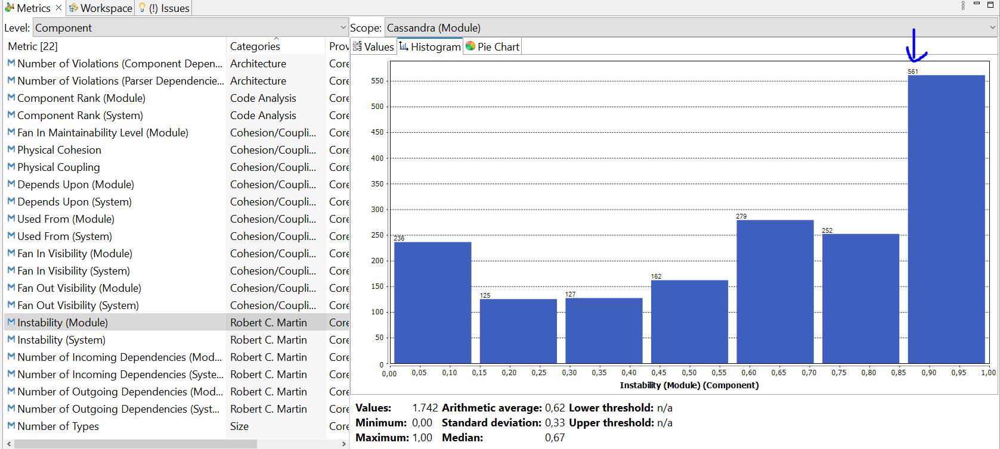 Metrics Workspace (!) Issues
Level: Component
Scope: Cassandra (Module)
Metric [22] Categories Prov
Values Histogram Pie Chart
Number of Violations (Component Depen... Architecture Core
Number of Violations (Parser Dependencie... Architecture Core
Component Rank (Module) Code Analysis Core
Component Rank (System) Code Analysis Core
Fan In Maintainability Level (Module) Cohesion/Coupli... Core
Physical Cohesion Cohesion/Coupli... Core
Physical Coupling Cohesion/Coupli... Core
Depends Upon (Module) Cohesion/Coupli... Core
Depends Upon (System) Cohesion/Coupli... Core
Used From (Module) Cohesion/Coupli... Core
Used From (System) Cohesion/Coupli... Core
Fan In Visibility (Module) Cohesion/Coupli... Core
Fan In Visibility (System) Cohesion/Coupli... Core
Fan Out Visibility (Module) Cohesion/Coupli... Core
Fan Out Visibility (System) Cohesion/Coupli... Core
Instability (Module) Robert C. Martin Core
Instability (System) Robert C. Martin Core
Number of Incoming Dependencies (Mod... Robert C. Martin Core
Number of Incoming Dependencies (Syste... Robert C. Martin Core
Number of Outgoing Dependencies (Mod... Robert C. Martin Core
Number of Outgoing Dependencies (Syst... Robert C. Martin Core
Number of Types Size Core
550
500
450
400
350
300
250
200
150
100
50
0
236
125
127
162
279
252
561
0,00 0,05 0,10 0,15 0,20 0,25 0,30 0,35 0,40 0,45 0,50 0,55 0,60 0,65 0,70 0,75 0,80 0,85 0,90 0,95 1,00
Instability (Module) (Component)
Values: 1.742 Arithmetic average: 0,62 Lower threshold: n/a
Minimum: 0,00 Standard deviation: 0,33 Upper threshold: n/a
Maximum: 1,00 Median: 0,67